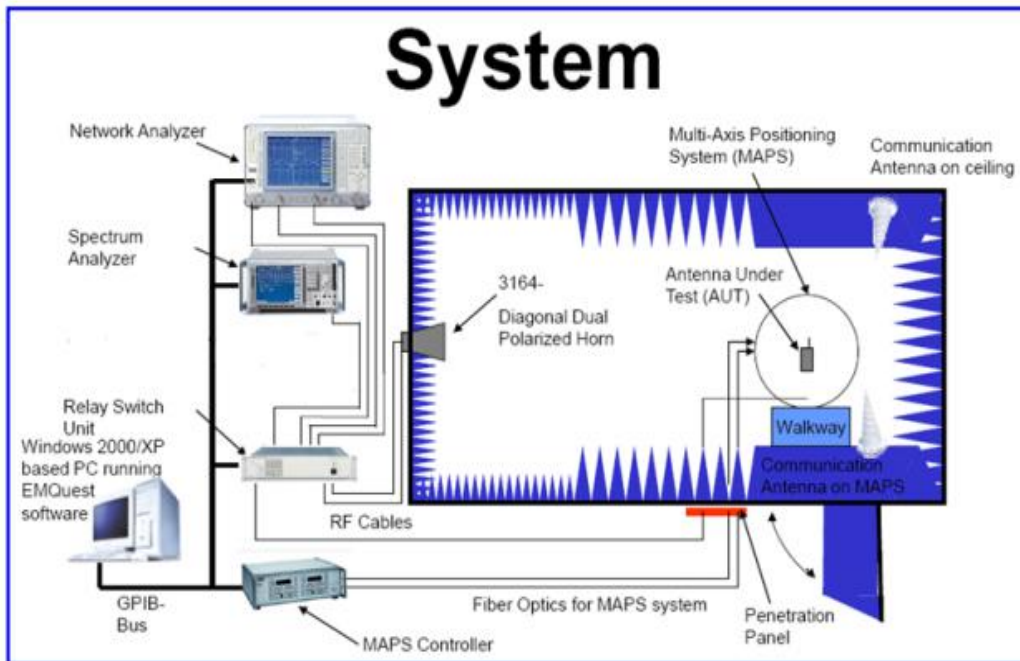 System
Network Analyzer
Multi-Axis Positioning
System (MAPS)
Communication
Antenna on ceiling
Spectrum
Analyzer
Antenna Under
Test (AUT)
3164-
Diagonal Dual
Polarized Horn
Relay Switch
Unit
Windows 2000/XP
based PC running
EMQuest
software
Walkway
Communication
Antenna on MAPS
RF Cables
GPIB-
Bus
MAPS Controller
Fiber Optics for MAPS system
Penetration
Panel